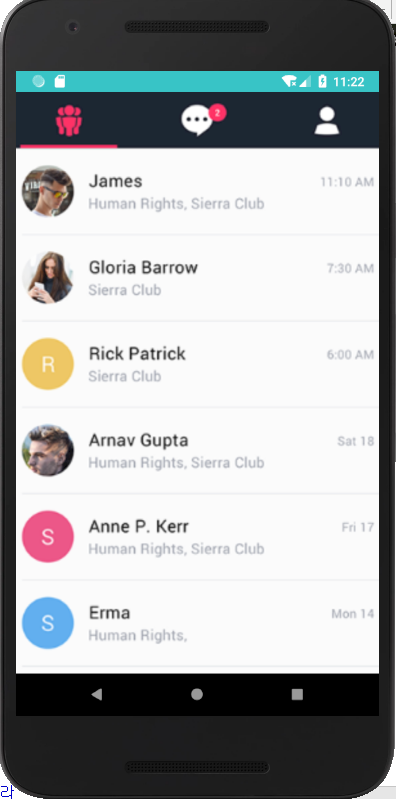 11:22
2
James
11:10 AM
Human Rights, Sierra Club
Gloria Barrow
7:30 AM
Sierra Club
R
Rick Patrick
6:00 AM
Sierra Club
Arnav Gupta
Sat 18
Human Rights, Sierra Club
S
Anne P. Kerr
Fri 17
Human Rights, Sierra Club
S
Erma
Mon 14
Human Rights,
라